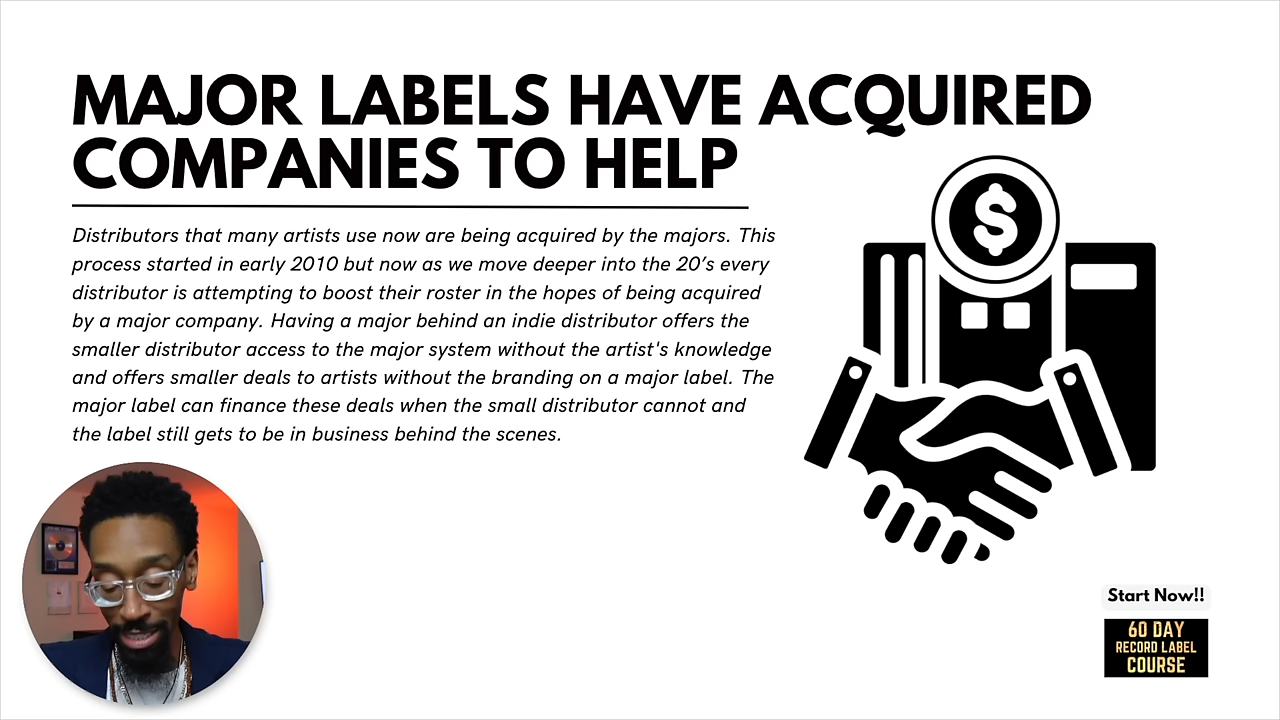 MAJOR LABELS HAVE ACQUIRED
COMPANIES TO HELP
Distributors that many artists use now are being acquired by the majors. This
process started in early 2010 but now as we move deeper into the 20’s every
distributor is attempting to boost their roster in the hopes of being acquired
by a major company. Having a major behind an indie distributor offers the
smaller distributor access to the major system without the artist's knowledge
and offers smaller deals to artists without the branding on a major label. The
major label can finance these deals when the small distributor cannot and
the label still gets to be in business behind the scenes.
$
Start Now!!
60 DAY
RECORD LABEL
COURSE